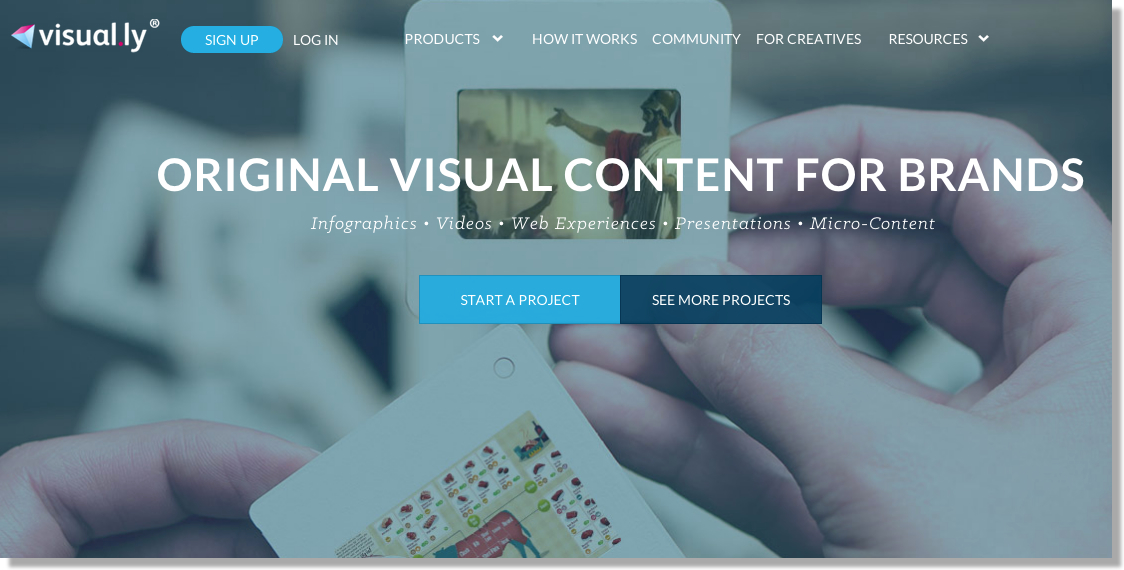 visual.ly®
SIGN UP LOG IN PRODUCTS HOW IT WORKS COMMUNITY FOR CREATIVES RESOURCES
ORIGINAL VISUAL CONTENT FOR BRANDS
Infographics • Videos • Web Experiences • Presentations • Micro-Content
START A PROJECT SEE MORE PROJECTS